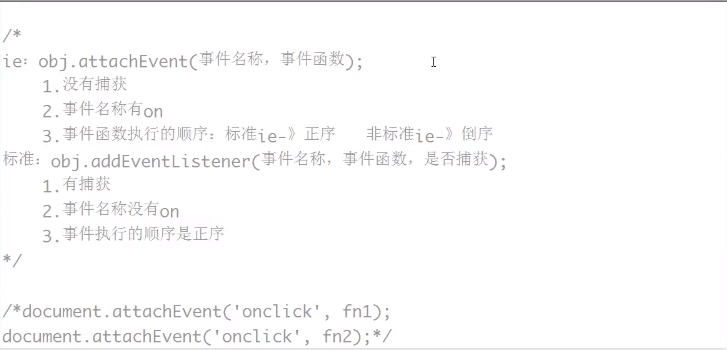 /*
ie：obj.attachEvent(事件名称，事件函数);
1.没有捕获
2.事件名称有on
3.事件函数执行的顺序：标准ie-》正序 非标准ie-》倒序
标准：obj.addEventListener(事件名称，事件函数，是否捕获);
1.有捕获
2.事件名称没有on
3.事件执行的顺序是正序
*/
/*document.attachEvent('onclick', fn1);
document.attachEvent('onclick', fn2);*/